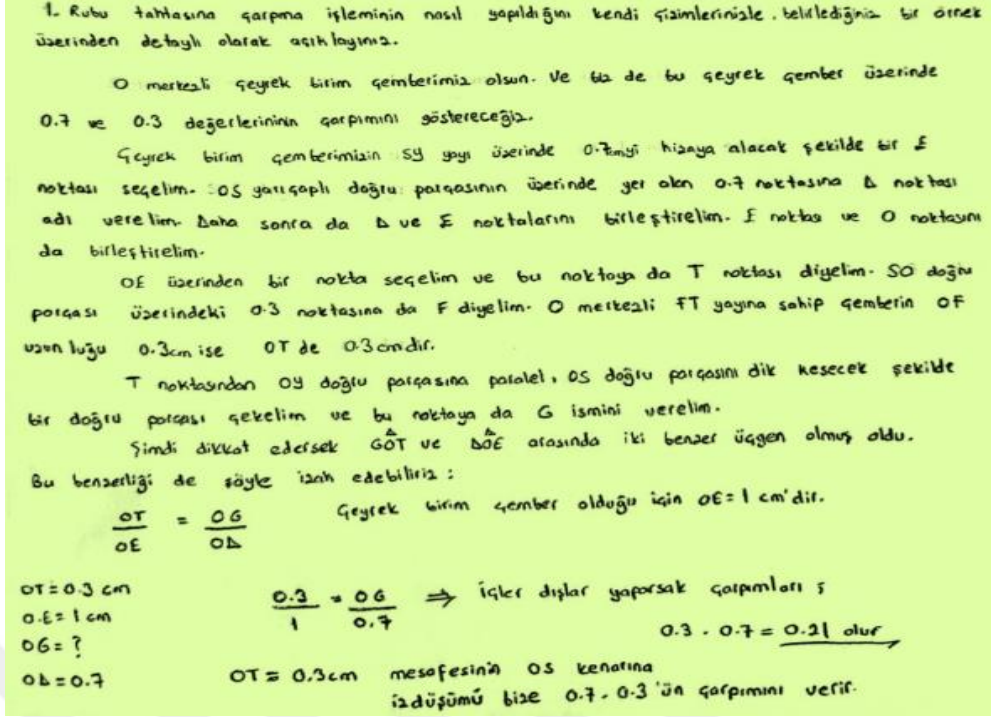 1. Rubu tahtasına çarpma işleminin nasıl yapıldığını kendi çizimlerinizle, belirlediğiniz bir örnek
üzerinden detaylı olarak açıklayınız.
O merkezli çeyrek birim çemberimiz olsun. Ve biz de bu çeyrek çember üzerinde
0.7 ve 0.3 değerlerininin çarpımını göstereceğiz.
Çeyrek birim çemberimizin SY yayı üzerinde 0.7cmyi hizaya alacak şekilde bir E
noktası seçelim. OS yarıçaplı doğru parçasının üzerinde yer alan 0.7 noktasına Δ noktası
adı verelim. Daha sonra da Δ ve E noktalarını birleştirelim. E noktası ve O noktasını
da birleştirelim.
OE üzerinden bir nokta seçelim ve bu noktaya da T noktası diyelim. SO doğru
parçası üzerindeki 0.3 noktasına da F diyelim. O merkezli FT yayına sahip çemberin OF
uzunluğu 0.3cm ise OT de 0.3cmdir.
T noktasından OY doğru parçasına paralel, OS doğru parçasını dik kesecek şekilde
bir doğru parçası çekelim ve bu noktaya da G ismini verelim.
Şimdi dikkat edersek GÔT ve ΔÔE arasında iki benzer üçgen olmuş oldu.
Bu benzerliği de şöyle izah edebiliriz :
OT/OE = OG/OΔ Çeyrek birim çember olduğu için OE=1 cm'dir.
OT=0.3 cm
O.E=1 cm
OG=?
OΔ=0.7
0.3/1 = OG/0.7 ⇒ içler dışlar yaparsak çarpımları ;
0.3 . 0.7 = 0.21 olur
OT = 0.3cm mesafesinin OS kenarına
izdüşümü bize 0.7 . 0.3'ün çarpımını verir.